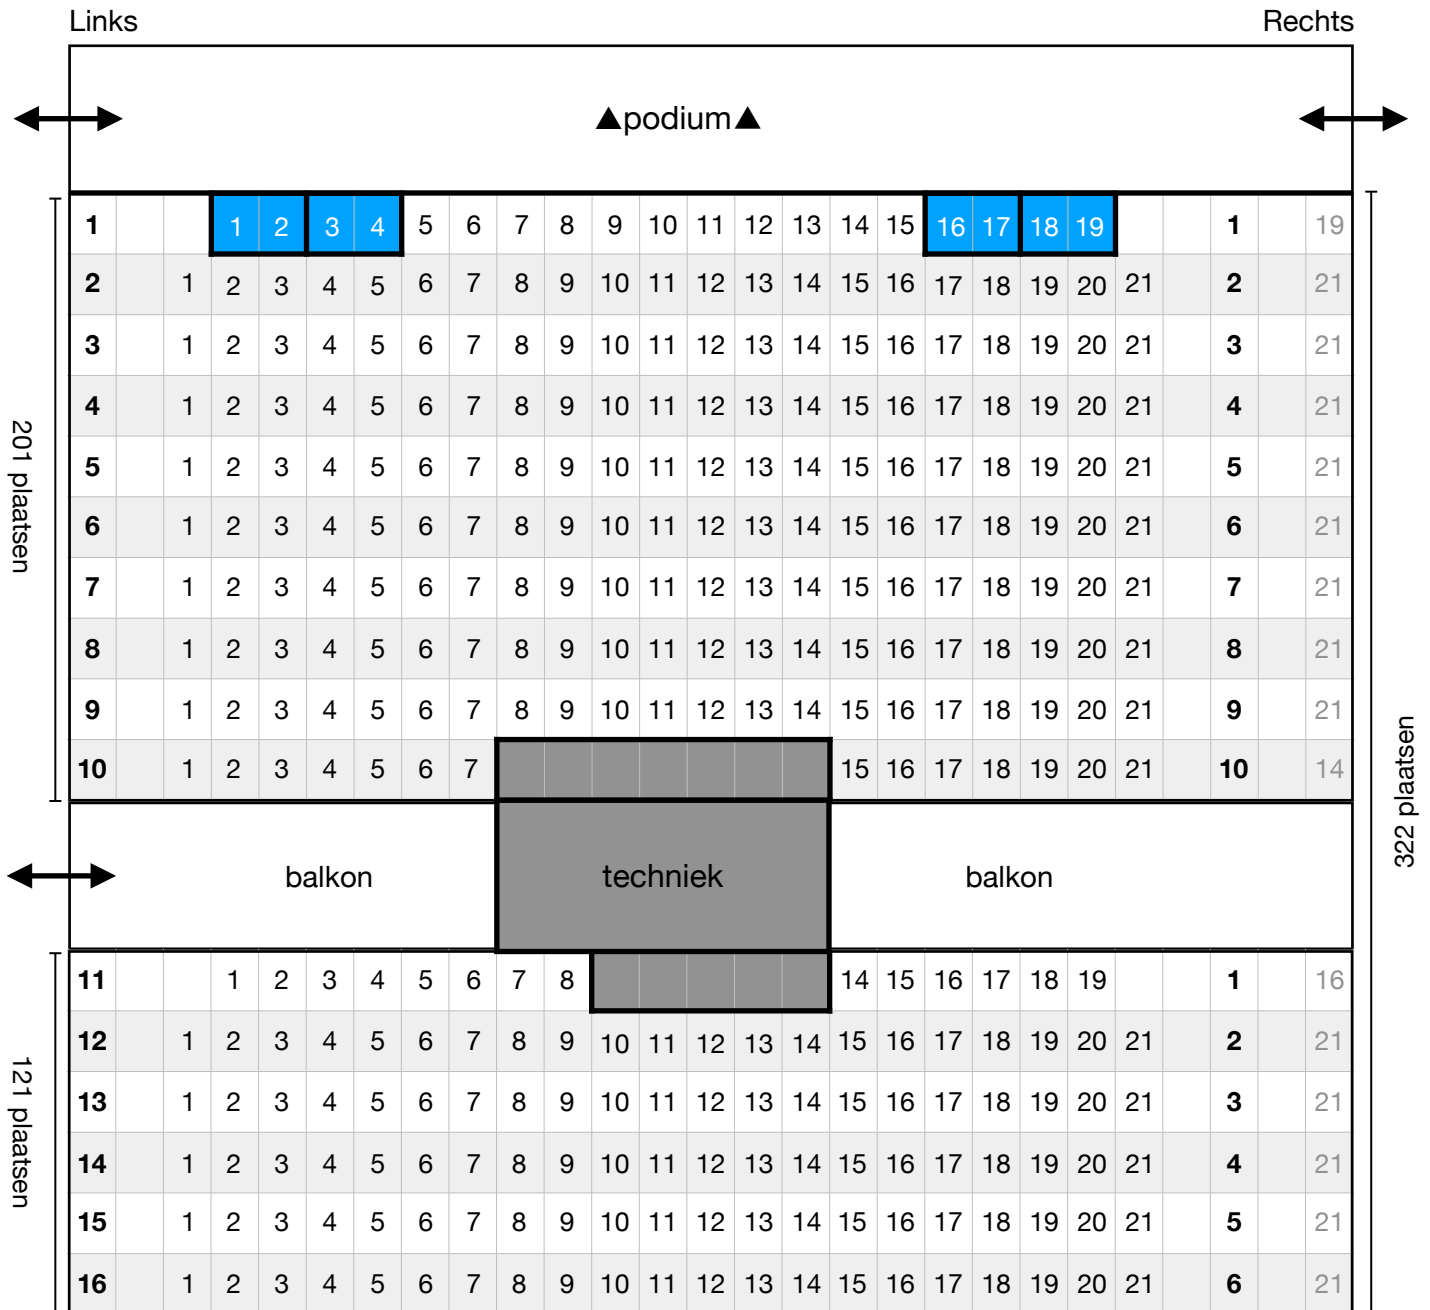 Links Rechts
▲podium▲
1 1 2 3 4 5 6 7 8 9 10 11 12 13 14 15 16 17 18 19 1 19
2 1 2 3 4 5 6 7 8 9 10 11 12 13 14 15 16 17 18 19 20 21 2 21
3 1 2 3 4 5 6 7 8 9 10 11 12 13 14 15 16 17 18 19 20 21 3 21
4 1 2 3 4 5 6 7 8 9 10 11 12 13 14 15 16 17 18 19 20 21 4 21
5 1 2 3 4 5 6 7 8 9 10 11 12 13 14 15 16 17 18 19 20 21 5 21
6 1 2 3 4 5 6 7 8 9 10 11 12 13 14 15 16 17 18 19 20 21 6 21
7 1 2 3 4 5 6 7 8 9 10 11 12 13 14 15 16 17 18 19 20 21 7 21
8 1 2 3 4 5 6 7 8 9 10 11 12 13 14 15 16 17 18 19 20 21 8 21
9 1 2 3 4 5 6 7 8 9 10 11 12 13 14 15 16 17 18 19 20 21 9 21
10 1 2 3 4 5 6 7 15 16 17 18 19 20 21 10 14
201 plaatsen
balkon techniek balkon
322 plaatsen
11 1 2 3 4 5 6 7 8 14 15 16 17 18 19 1 16
12 1 2 3 4 5 6 7 8 9 10 11 12 13 14 15 16 17 18 19 20 21 2 21
13 1 2 3 4 5 6 7 8 9 10 11 12 13 14 15 16 17 18 19 20 21 3 21
14 1 2 3 4 5 6 7 8 9 10 11 12 13 14 15 16 17 18 19 20 21 4 21
15 1 2 3 4 5 6 7 8 9 10 11 12 13 14 15 16 17 18 19 20 21 5 21
16 1 2 3 4 5 6 7 8 9 10 11 12 13 14 15 16 17 18 19 20 21 6 21
121 plaatsen